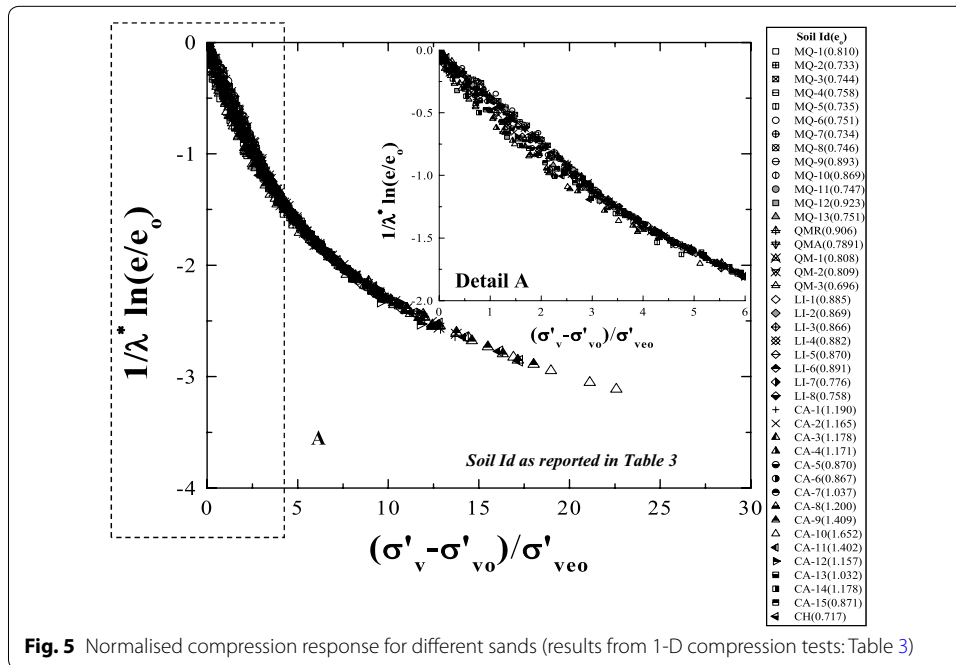 0
-1
-2
-3
-4
1/λ* ln(e/eo)
0
5
10
15
20
25
30
(σ'v-σ'vo)/σ'veo
A
Soil Id as reported in Table 3
0.0
-0.5
-1.0
-1.5
-2.0
1/λ* ln(e/eo)
Detail A
0
1
2
3
4
5
6
(σ'v-σ'vo)/σ'veo
Soil Id(eo)
MQ-1(0.810)
MQ-2(0.733)
MQ-3(0.744)
MQ-4(0.758)
MQ-5(0.735)
MQ-6(0.751)
MQ-7(0.734)
MQ-8(0.746)
MQ-9(0.893)
MQ-10(0.869)
MQ-11(0.747)
MQ-12(0.923)
MQ-13(0.751)
QMR(0.906)
QMA(0.7891)
QM-1(0.808)
QM-2(0.809)
QM-3(0.696)
LI-1(0.885)
LI-2(0.869)
LI-3(0.866)
LI-4(0.882)
LI-5(0.870)
LI-6(0.891)
LI-7(0.776)
LI-8(0.758)
CA-1(1.190)
CA-2(1.165)
CA-3(1.178)
CA-4(1.171)
CA-5(0.870)
CA-6(0.867)
CA-7(1.037)
CA-8(1.200)
CA-9(1.409)
CA-10(1.652)
CA-11(1.402)
CA-12(1.157)
CA-13(1.032)
CA-14(1.178)
CA-15(0.871)
CH(0.717)
Fig. 5 Normalised compression response for different sands (results from 1-D compression tests: Table 3)